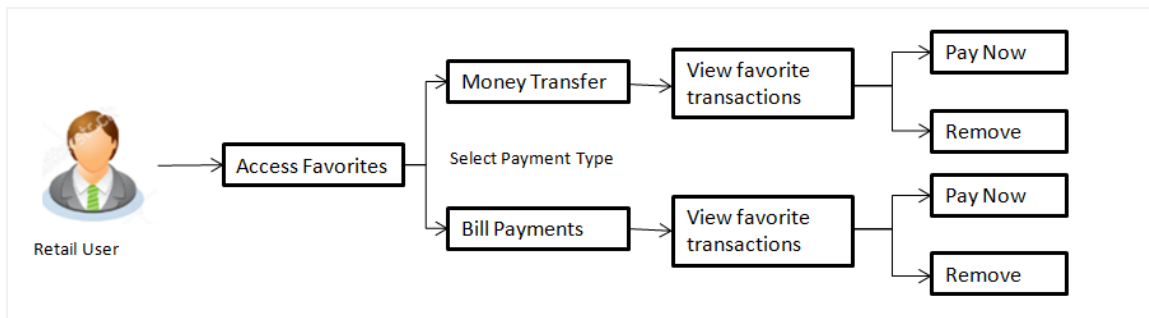 Retail User
Access Favorites
Select Payment Type
Money Transfer
View favorite
transactions
Pay Now
Remove
Bill Payments
View favorite
transactions
Pay Now
Remove